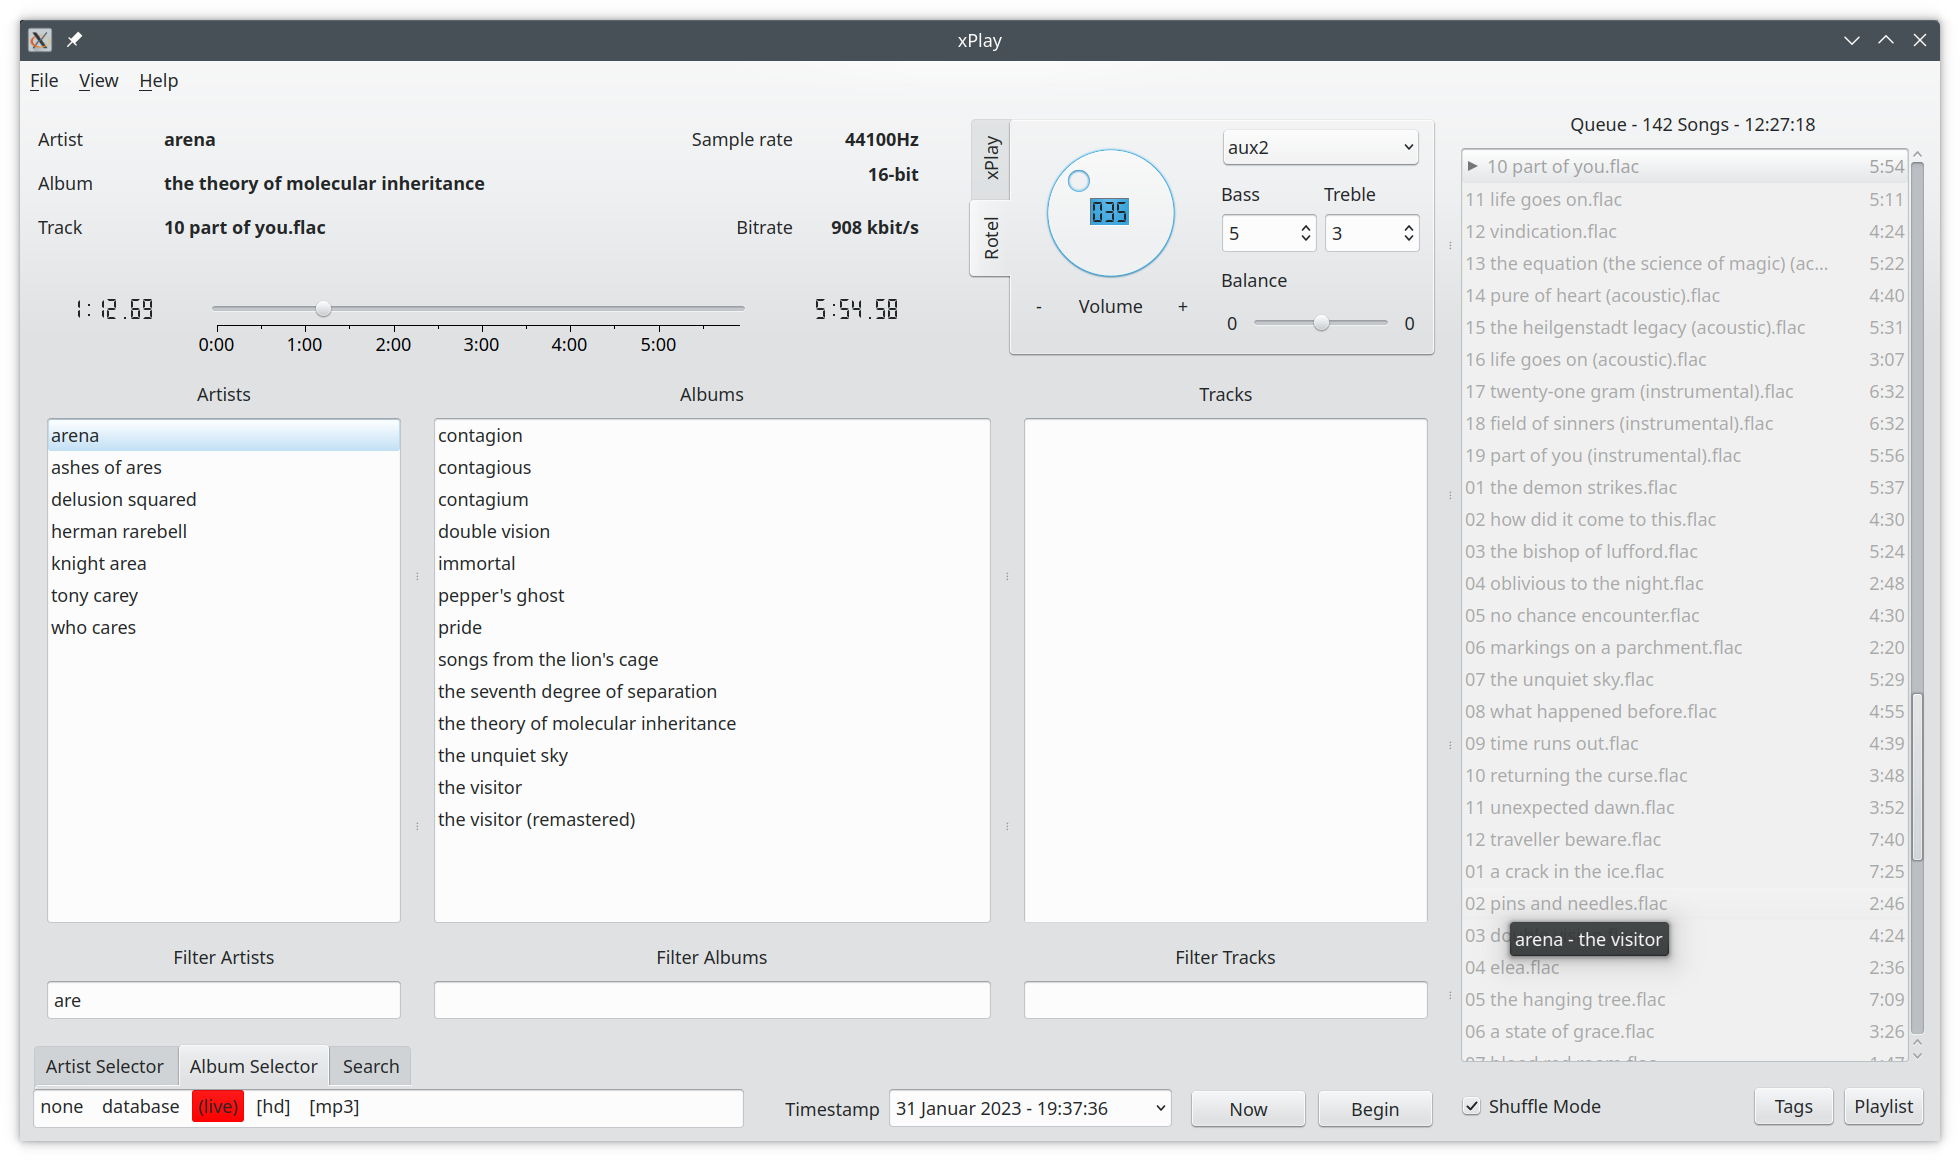 xPlay
File View Help
Artist arena
Album the theory of molecular inheritance
Track 10 part of you.flac
Sample rate 44100Hz
16-bit
Bitrate 908 kbit/s
1:12.69
5:54.58
0:00 1:00 2:00 3:00 4:00 5:00
xPlay
Rotel
035
- Volume +
aux2
Bass Treble
5 3
Balance
0 0
Artists
arena
ashes of ares
delusion squared
herman rarebell
knight area
tony carey
who cares
Albums
contagion
contagious
contagium
double vision
immortal
pepper's ghost
pride
songs from the lion's cage
the seventh degree of separation
the theory of molecular inheritance
the unquiet sky
the visitor
the visitor (remastered)
Tracks
Filter Artists
are
Filter Albums
Filter Tracks
Artist Selector Album Selector Search
none database (live) [hd] [mp3]
Timestamp 31 Januar 2023 - 19:37:36 Now Begin
Queue - 142 Songs - 12:27:18
10 part of you.flac 5:54
11 life goes on.flac 5:11
12 vindication.flac 4:24
13 the equation (the science of magic) (ac... 5:22
14 pure of heart (acoustic).flac 4:40
15 the heilgenstadt legacy (acoustic).flac 5:31
16 life goes on (acoustic).flac 3:07
17 twenty-one gram (instrumental).flac 6:32
18 field of sinners (instrumental).flac 6:32
19 part of you (instrumental).flac 5:56
01 the demon strikes.flac 5:37
02 how did it come to this.flac 4:30
03 the bishop of lufford.flac 5:24
04 oblivious to the night.flac 2:48
05 no chance encounter.flac 4:30
06 markings on a parchment.flac 2:20
07 the unquiet sky.flac 5:29
08 what happened before.flac 4:55
09 time runs out.flac 4:39
10 returning the curse.flac 3:48
11 unexpected dawn.flac 3:52
12 traveller beware.flac 7:40
01 a crack in the ice.flac 7:25
02 pins and needles.flac 2:46
03 4:24
arena - the visitor
04 elea.flac 2:36
05 the hanging tree.flac 7:09
06 a state of grace.flac 3:26
Shuffle Mode Tags Playlist